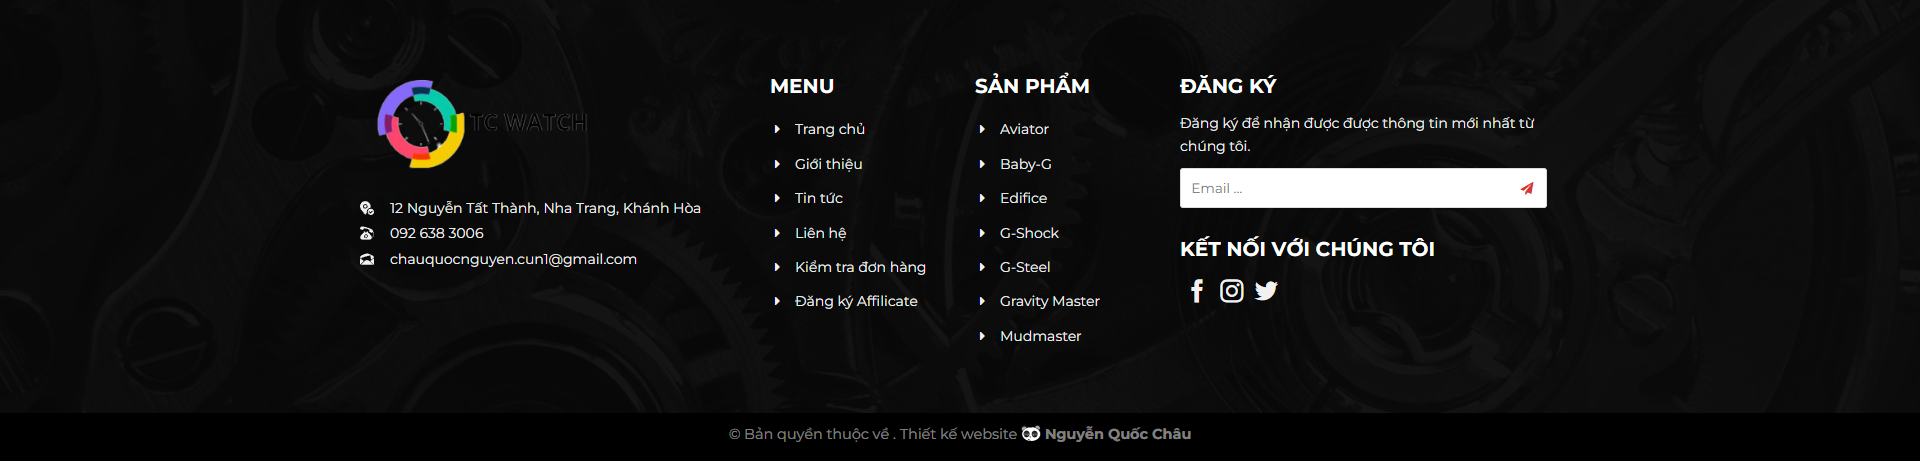 TC WATCH
12 Nguyễn Tất Thành, Nha Trang, Khánh Hòa
092 638 3006
chauquocnguyen.cun1@gmail.com
MENU
Trang chủ
Giới thiệu
Tin tức
Liên hệ
Kiểm tra đơn hàng
Đăng ký Affilicate
SẢN PHẨM
Aviator
Baby-G
Edifice
G-Shock
G-Steel
Gravity Master
Mudmaster
ĐĂNG KÝ
Đăng ký để nhận được được thông tin mới nhất từ
chúng tôi.
Email ...
KẾT NỐI VỚI CHÚNG TÔI
© Bản quyền thuộc về . Thiết kế website Nguyễn Quốc Châu